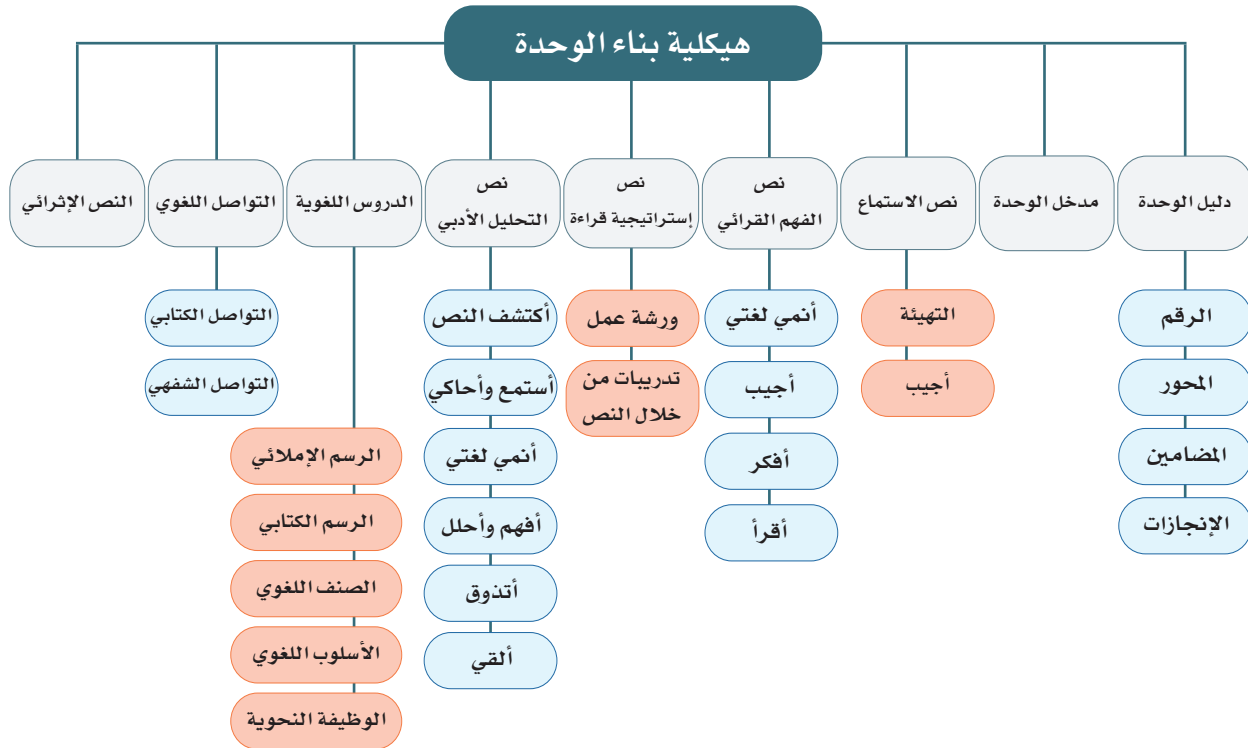 هيكلية بناء الوحدة
دليل الوحدة
مدخل الوحدة
نص الاستماع
نص
الفهم القرائي
نص
إستراتيجية قراءة
نص
التحليل الأدبي
الدروس اللغوية
التواصل اللغوي
النص الإثرائي
الرقم
المحور
المضامين
الإنجازات
التهيئة
أجيب
أنمي لغتي
أجيب
أفكر
أقرأ
ورشة عمل
تدريبات من
خلال النص
أكتشف النص
أستمع وأحاكي
أنمي لغتي
أفهم وأحلل
أتذوق
ألقي
الرسم الإملائي
الرسم الكتابي
الصنف اللغوي
الأسلوب اللغوي
الوظيفة النحوية
التواصل الكتابي
التواصل الشفهي